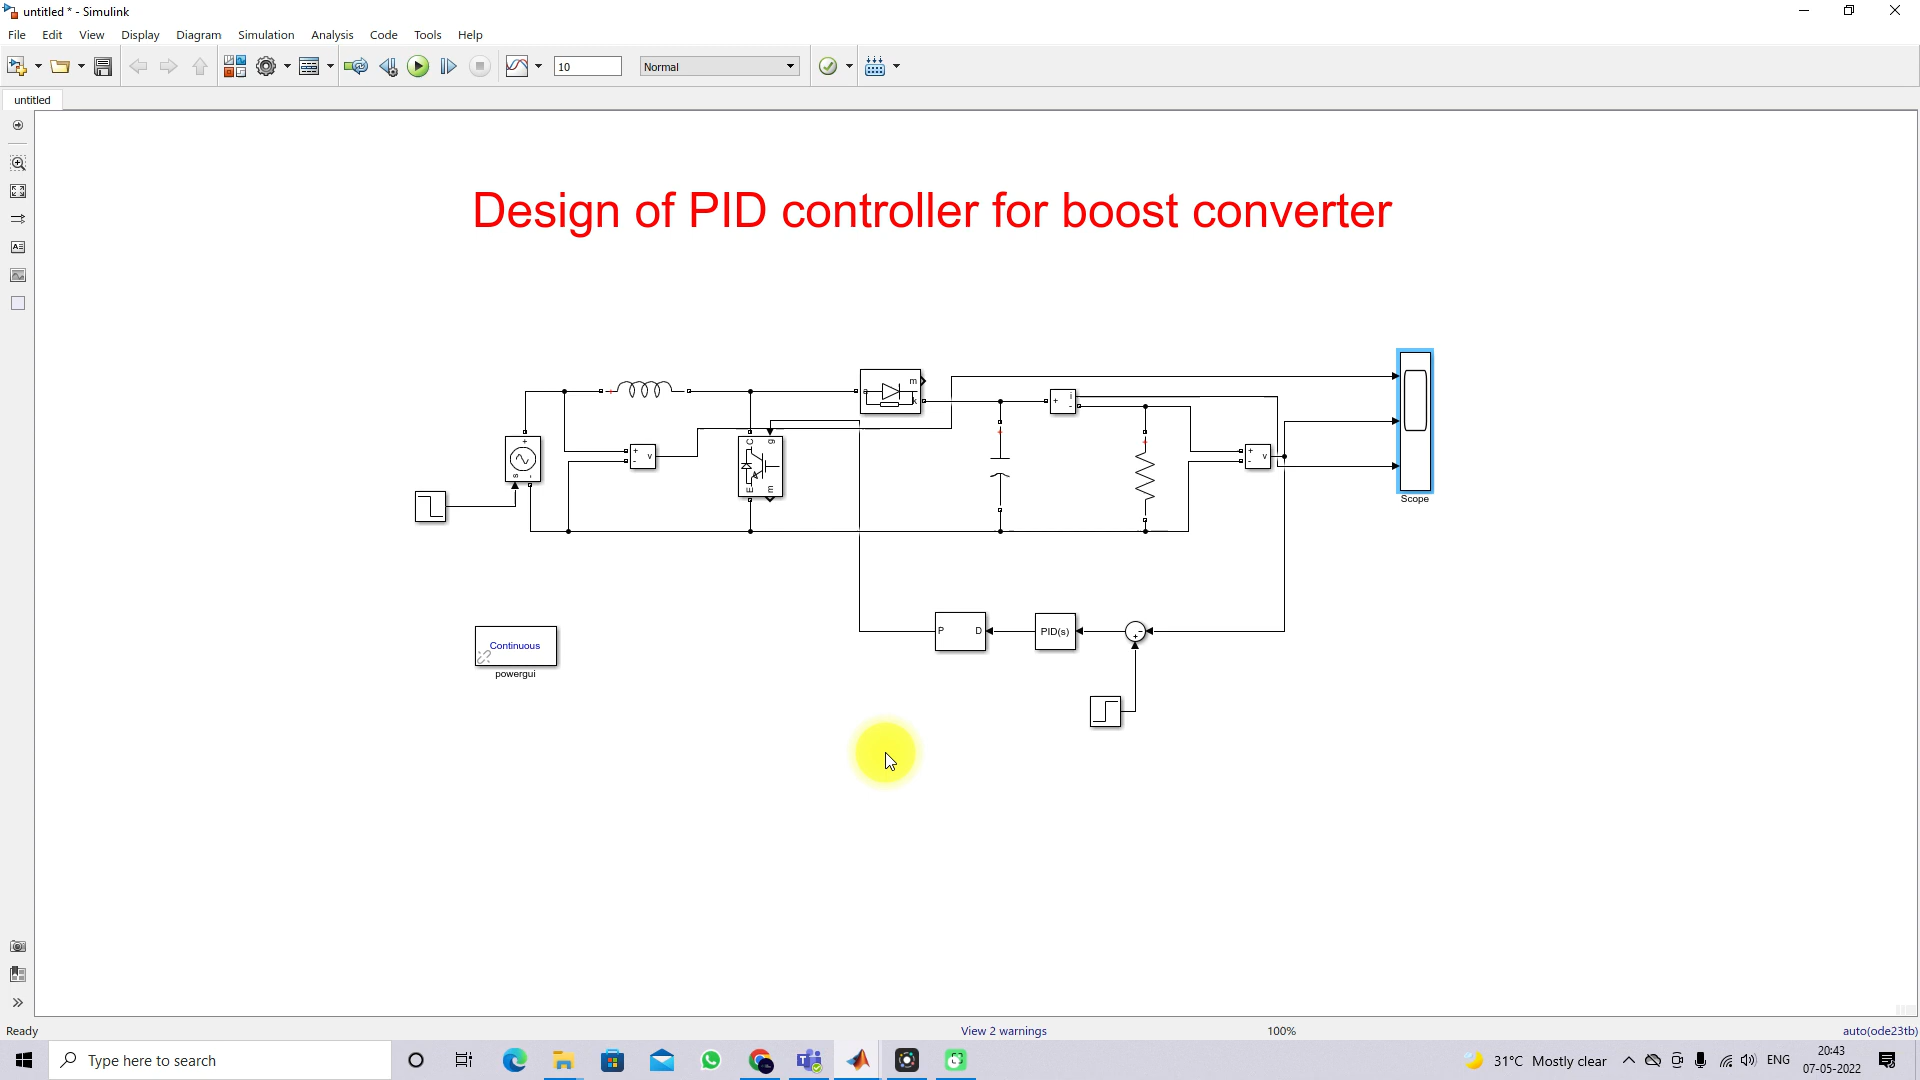 untitled * - Simulink
File Edit View Display Diagram Simulation Analysis Code Tools Help
10 Normal
untitled
Design of PID controller for boost converter
m
a
k
+ i
-
+
s -
+ v
-
C g
E m
+ v
-
Scope
P D
PID(s)
-
+
Continuous
powergui
Ready View 2 warnings 100% auto(ode23tb)
Type here to search 31°C Mostly clear ENG 20:43
07-05-2022